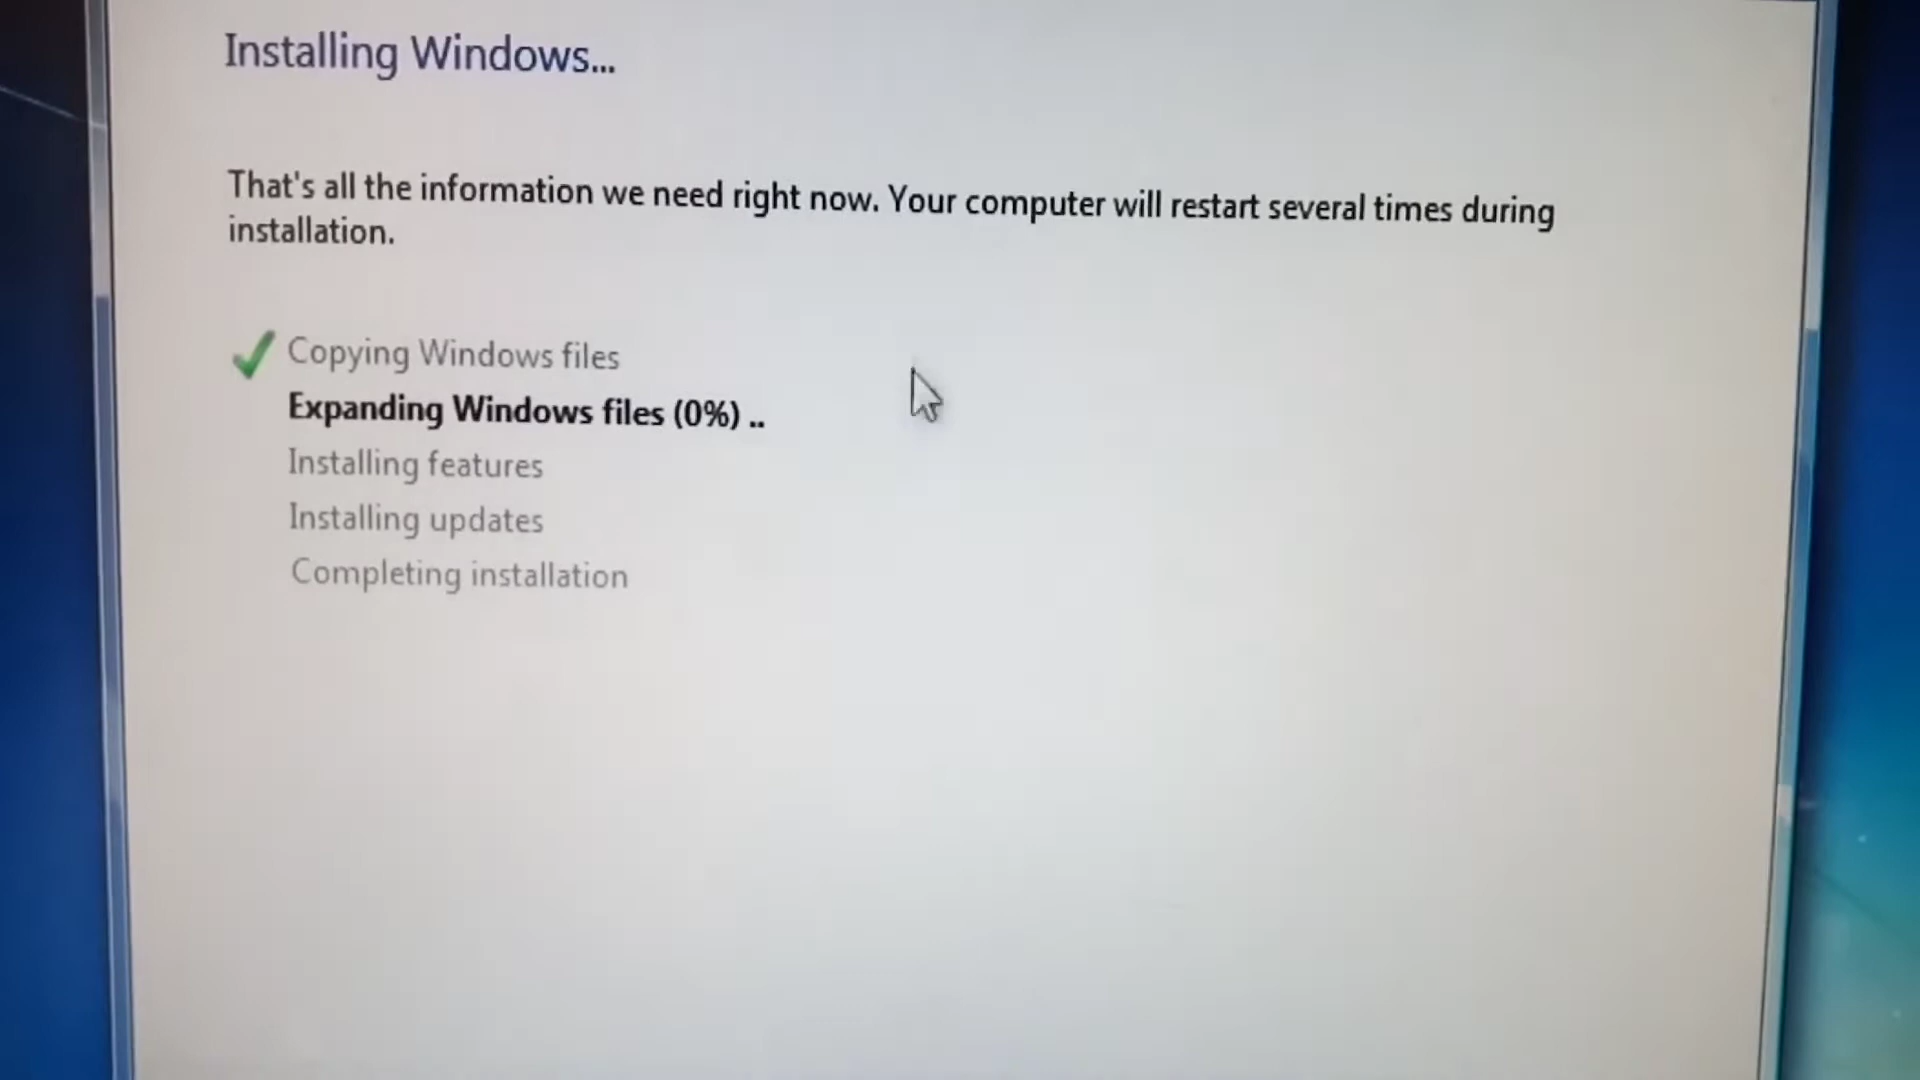 Installing Windows...
That's all the information we need right now. Your computer will restart several times during
installation.
Copying Windows files
Expanding Windows files (0%) ..
Installing features
Installing updates
Completing installation